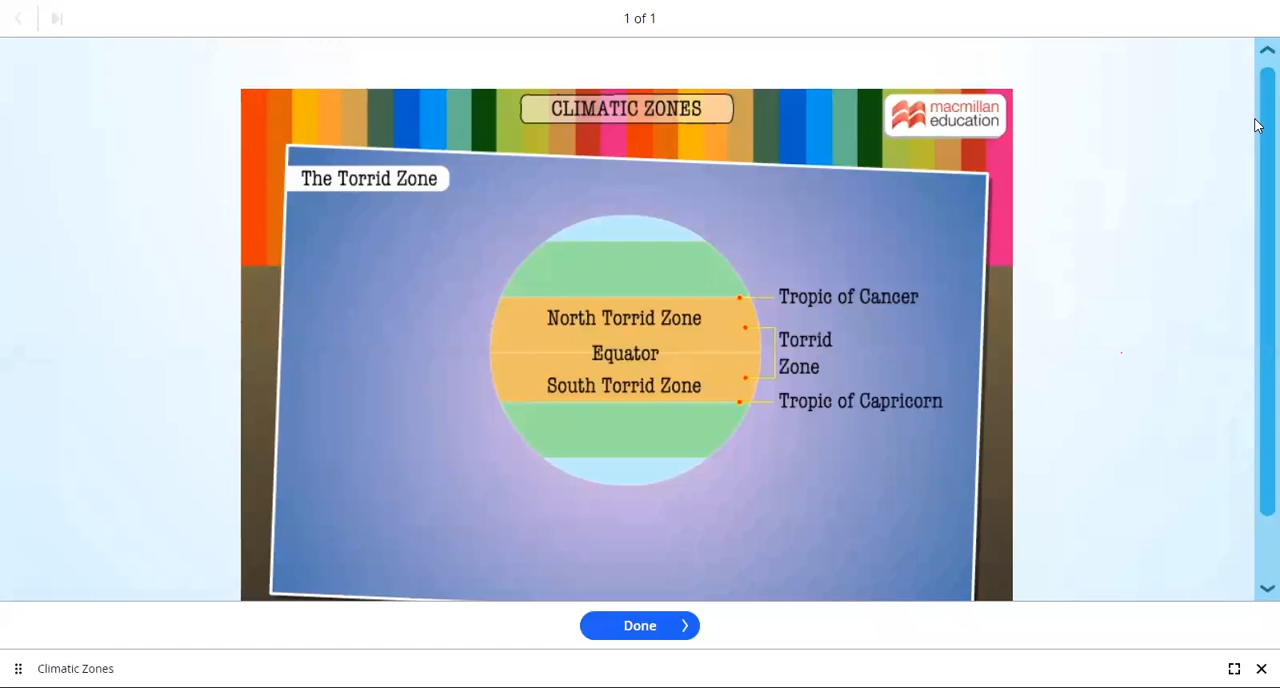 1 of 1
CLIMATIC ZONES
macmillan
education
The Torrid Zone
Tropic of Cancer
North Torrid Zone
Torrid
Zone
Equator
South Torrid Zone
Tropic of Capricorn
Done
Climatic Zones